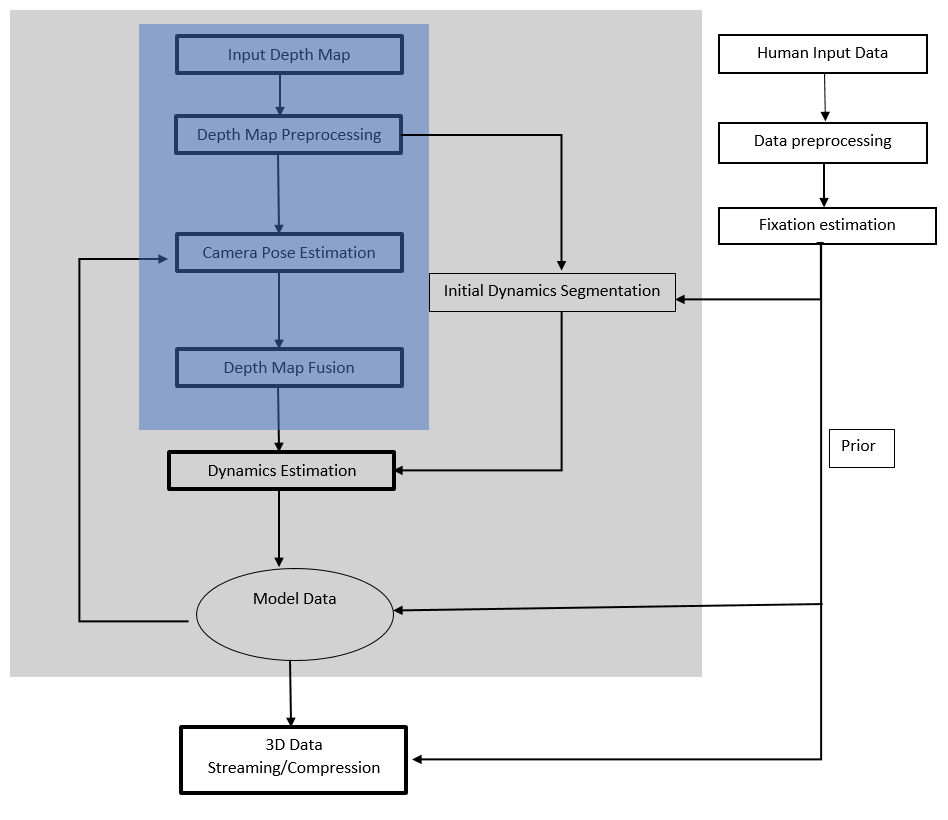 Input Depth Map
Human Input Data
Depth Map Preprocessing
Data preprocessing
Fixation estimation
Camera Pose Estimation
Initial Dynamics Segmentation
Depth Map Fusion
Prior
Dynamics Estimation
Model Data
3D Data
Streaming/Compression